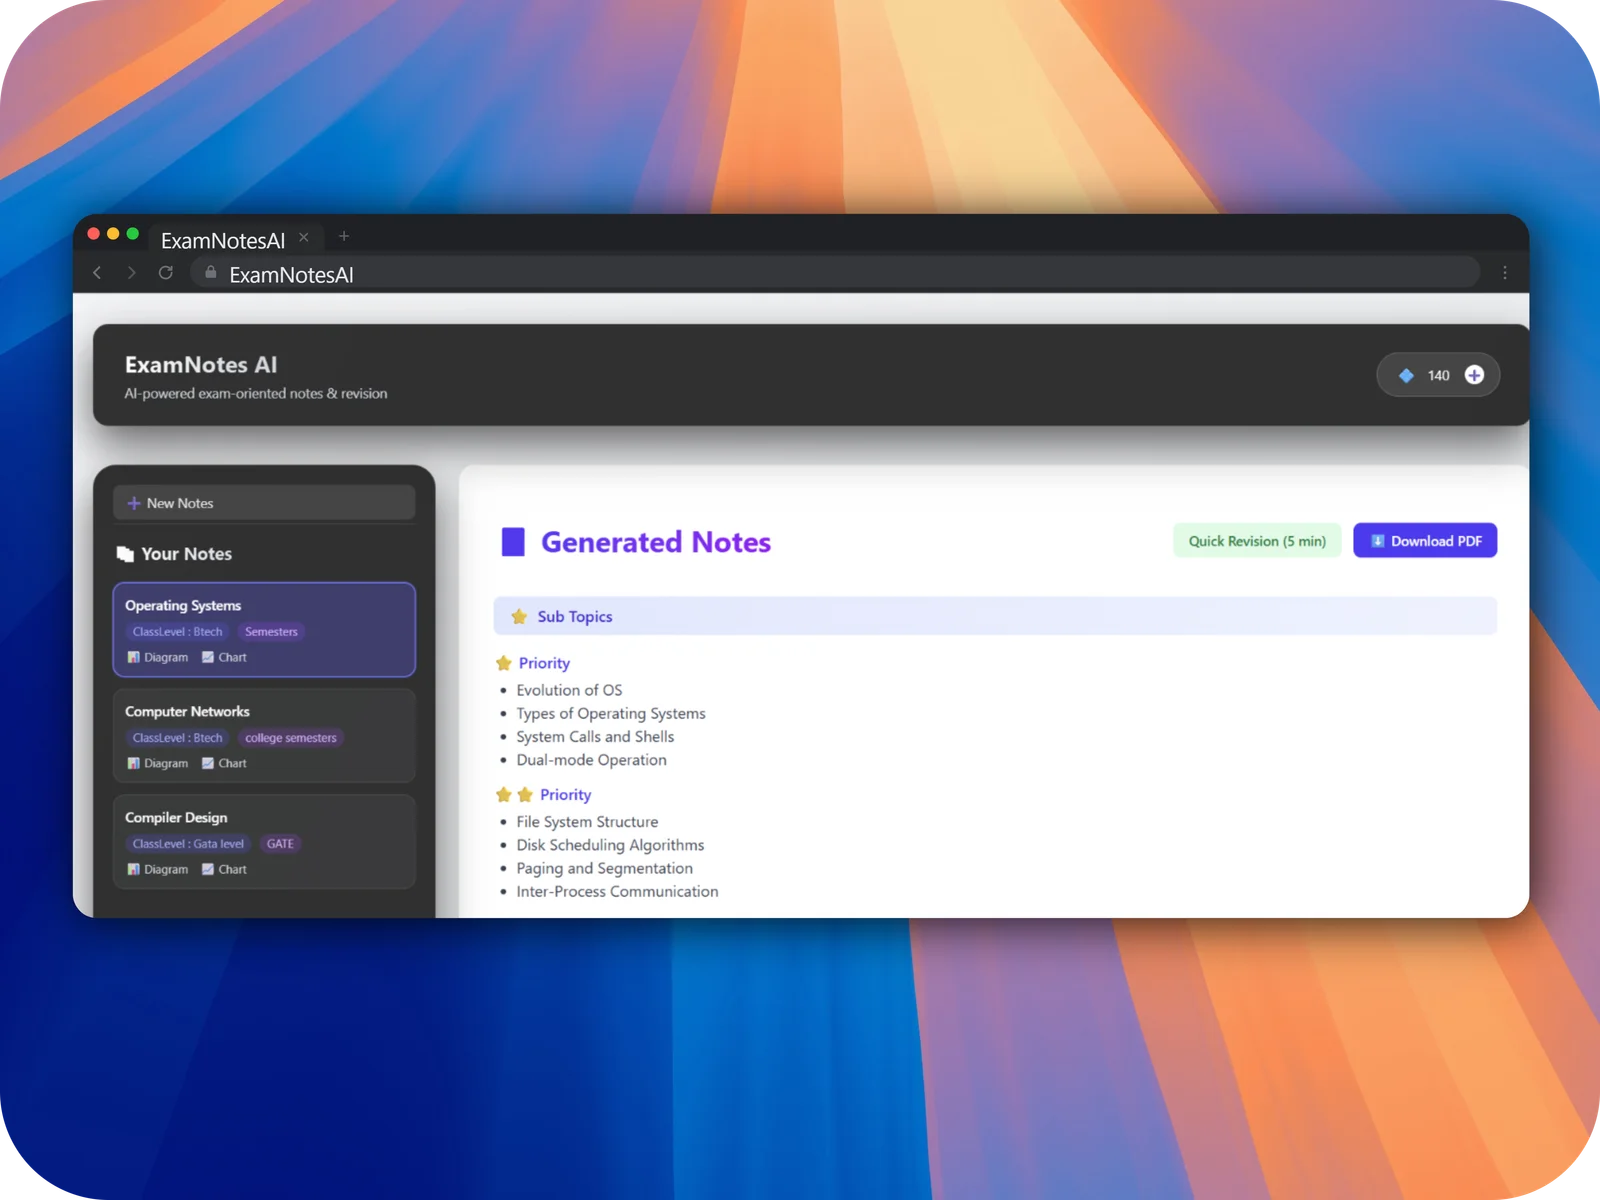 ExamNotesAI
ExamNotesAI
ExamNotes AI
AI-powered exam-oriented notes & revision
140
New Notes
Your Notes
Operating Systems
ClassLevel : Btech Semesters
Diagram Chart
Computer Networks
ClassLevel : Btech college semesters
Diagram Chart
Compiler Design
ClassLevel : Gata level GATE
Diagram Chart
Generated Notes
Quick Revision (5 min)
Download PDF
Sub Topics
Priority
• Evolution of OS
• Types of Operating Systems
• System Calls and Shells
• Dual-mode Operation
Priority
• File System Structure
• Disk Scheduling Algorithms
• Paging and Segmentation
• Inter-Process Communication